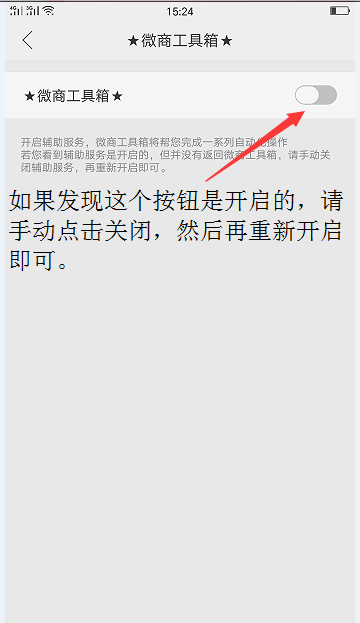 15:24
★微商工具箱★
★微商工具箱★
开启辅助服务，微商工具箱将帮您完成一系列自动化操作
若您看到辅助服务是开启的，但并没有返回微商工具箱，请手动关
闭辅助服务，再重新开启即可。
如果发现这个按钮是开启的，请
手动点击关闭，然后再重新开启
即可。